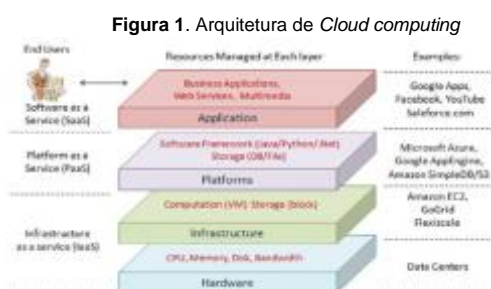 Figura 1. Arquitetura de Cloud computing
End Users
Resources Managed at Each layer
Examples:
Business Applications,
Web Services, Multimedia
Application
Software as a
Service (SaaS)
Google Apps,
Facebook, YouTube
Saleforce.com
Software Framework (Java/Python/.Net)
Storage (DB/File)
Platforms
Platform as a
Service (PaaS)
Microsoft Azure,
Google AppEngine,
Amazon SimpleDB/S3
Computation (VM) Storage (block)
Infrastructure
Infrastructure
as a service (IaaS)
Amazon EC2,
GoGrid
Flexiscale
CPU, Memory, Disk, Bandwidth
Hardware
Data Centers